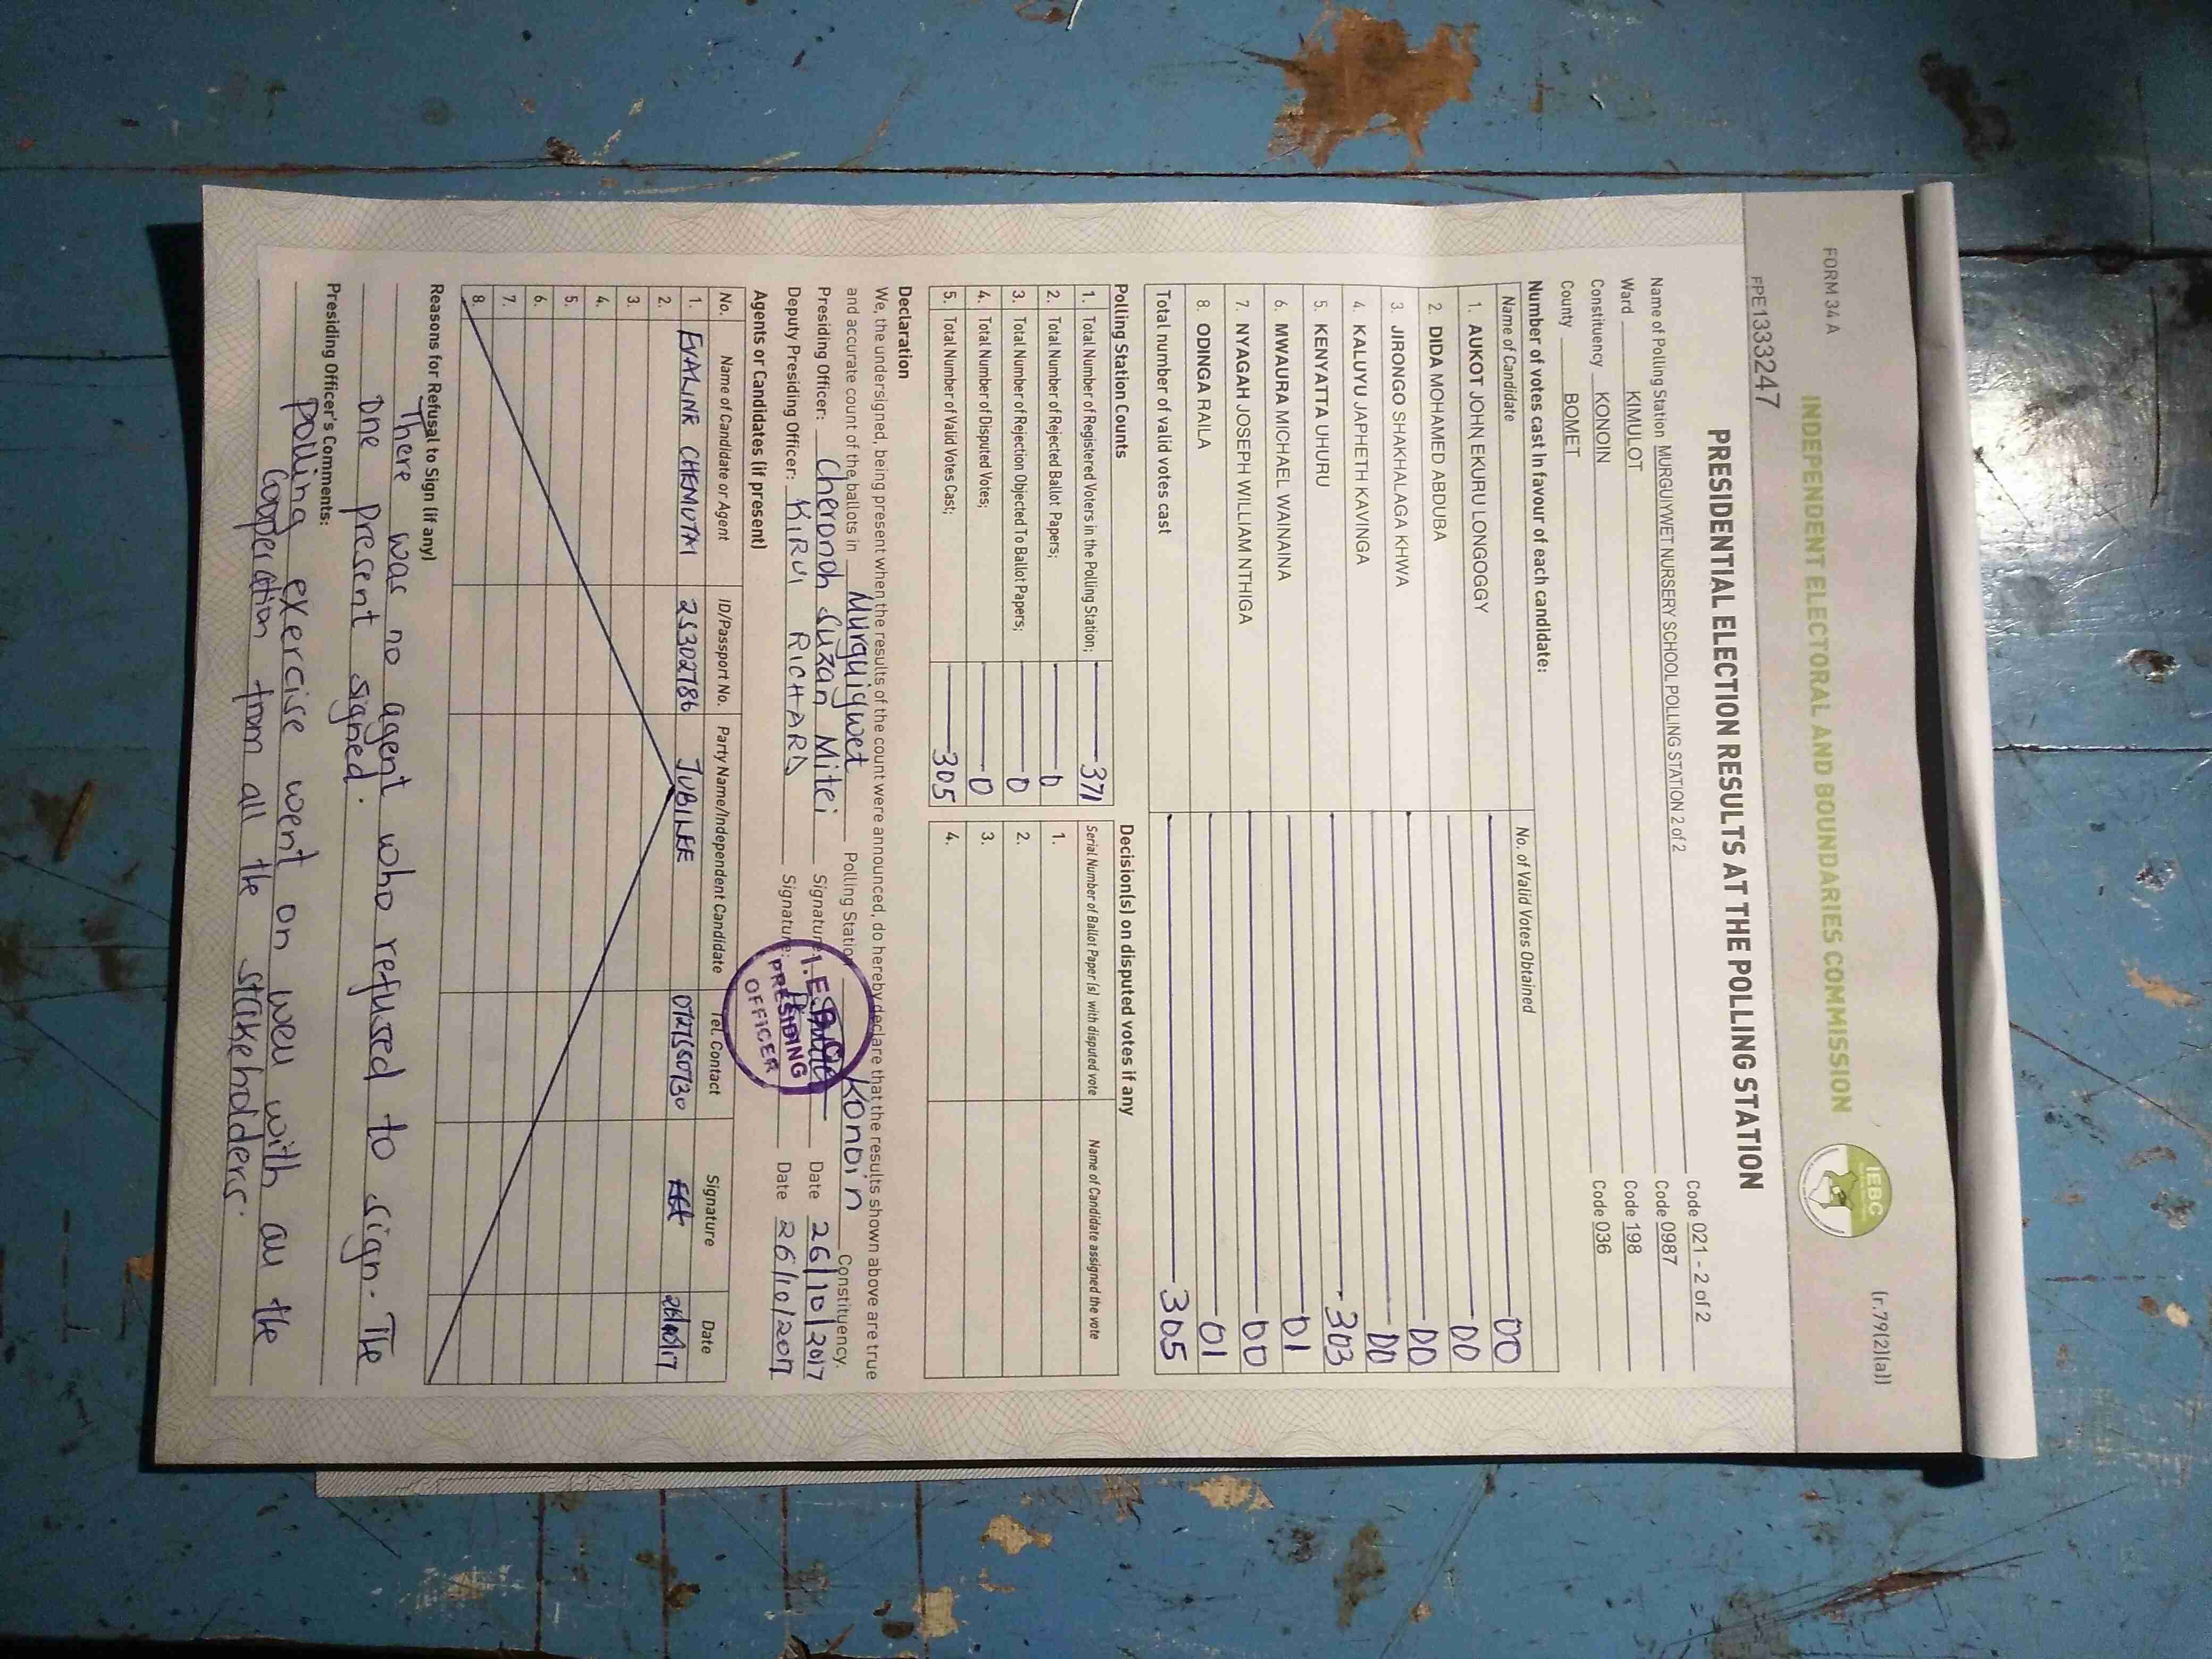 FORM 34 A
(r.79(2)(a))
INDEPENDENT ELECTORAL AND BOUNDARIES COMMISSION
IEBC
FPE1333247
PRESIDENTIAL ELECTION RESULTS AT THE POLLING STATION
Name of Polling Station MURGUIYWET NURSERY SCHOOL POLLING STATION 2 of 2 Code 021 - 2 of 2
Ward KIMULOT Code 0987
Constituency KONOIN Code 198
County BOMET Code 036
Number of votes cast in favour of each candidate:
Name of Candidate No. of Valid Votes Obtained
1. AUKOT JOHN EKURU LONGOGGY 00
2. DIDA MOHAMED ABDUBA 00
3. JIRONGO SHAKHALAGA KHWA 00
4. KALUYU JAPHETH KAVINGA 00
5. KENYATTA UHURU 303
6. MWAURA MICHAEL WAINAINA 01
7. NYAGAH JOSEPH WILLIAM NTHIGA 00
8. ODINGA RAILA 01
Total number of valid votes cast 305
Polling Station Counts
1. Total Number of Registered Voters in the Polling Station; 371
2. Total Number of Rejected Ballot Papers; 0
3. Total Number of Rejection Objected To Ballot Papers; 0
4. Total Number of Disputed Votes; 0
5. Total Number of Valid Votes Cast; 305
Decision(s) on disputed votes if any
Serial Number of Ballot Paper(s) with disputed vote Name of Candidate assigned the vote
1.
2.
3.
4.
Declaration
We, the undersigned, being present when the results of the count were announced, do hereby declare that the results shown above are true
and accurate count of the ballots in Murguiywet Polling Station Konoin Constituency.
Presiding Officer: Cheronoh Suzan Mitei Signature: Date 26/10/2017
Deputy Presiding Officer: KIRUI RICHARD Signature: Date 26/10/2017
I.E.B.C
PRESIDING
OFFICER
Agents or Candidates (if present)
No. Name of Candidate or Agent ID/Passport No. Party Name/Independent Candidate Tel. Contact Signature Date
1. EVALINE CHEMUTAI 25302786 JUBILEE
2.
3.
4.
5.
6.
7.
8.
Reasons for Refusal to Sign (if any)
There was no agent who refused to sign. The
one present signed.
Presiding Officer's Comments:
polling exercise went on well with all the
cooperation from all the stakeholders.